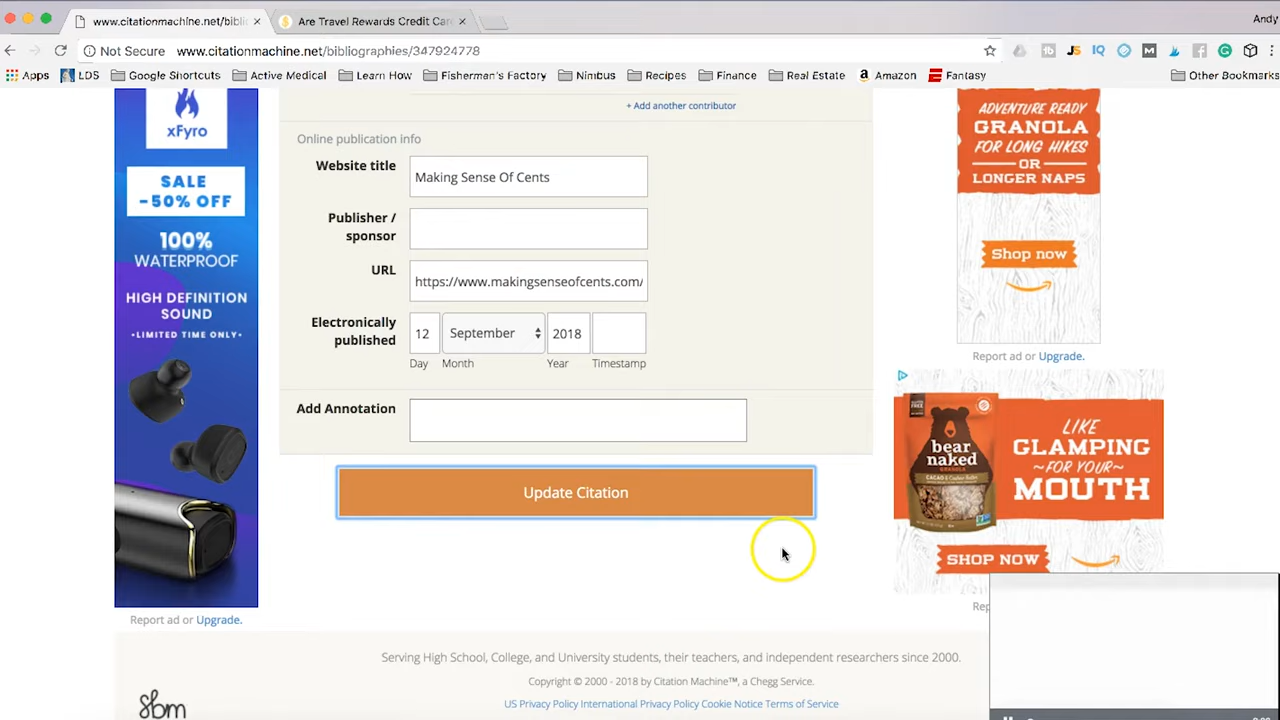 www.citationmachine.net/bibli
Are Travel Rewards Credit Car
Andy
Not Secure
www.citationmachine.net/bibliographies/347924778
Apps
LDS
Google Shortcuts
Active Medical
Learn How
Fisherman's Factory
Nimbus
Recipes
Finance
Real Estate
Amazon
Fantasy
Other Bookmarks
xFyro
SALE
-50% OFF
100%
WATERPROOF
HIGH DEFINITION
SOUND
•LIMITED TIME ONLY•
Report ad or Upgrade.
+ Add another contributor
Online publication info
Website title
Making Sense Of Cents
Publisher /
sponsor
URL
https://www.makingsenseofcents.com/
Electronically
published
12
September
2018
Day
Month
Year
Timestamp
Add Annotation
Update Citation
ADVENTURE READY
GRANOLA
FOR LONG HIKES
OR
LONGER NAPS
Shop now
Report ad or Upgrade.
bear
naked
GRANOLA
LIKE
GLAMPING
~FOR YOUR~
MOUTH
SHOP NOW
Rep
Serving High School, College, and University students, their teachers, and independent researchers since 2000.
Copyright © 2000 - 2018 by Citation Machine™, a Chegg Service.
US Privacy Policy International Privacy Policy Cookie Notice Terms of Service
sbm